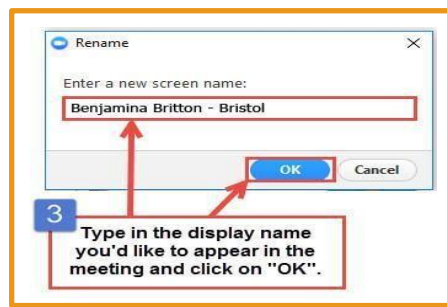 Rename
Enter a new screen name:
Benjamina Britton - Bristol
OK
Cancel
3
Type in the display name
you'd like to appear in the
meeting and click on "OK".